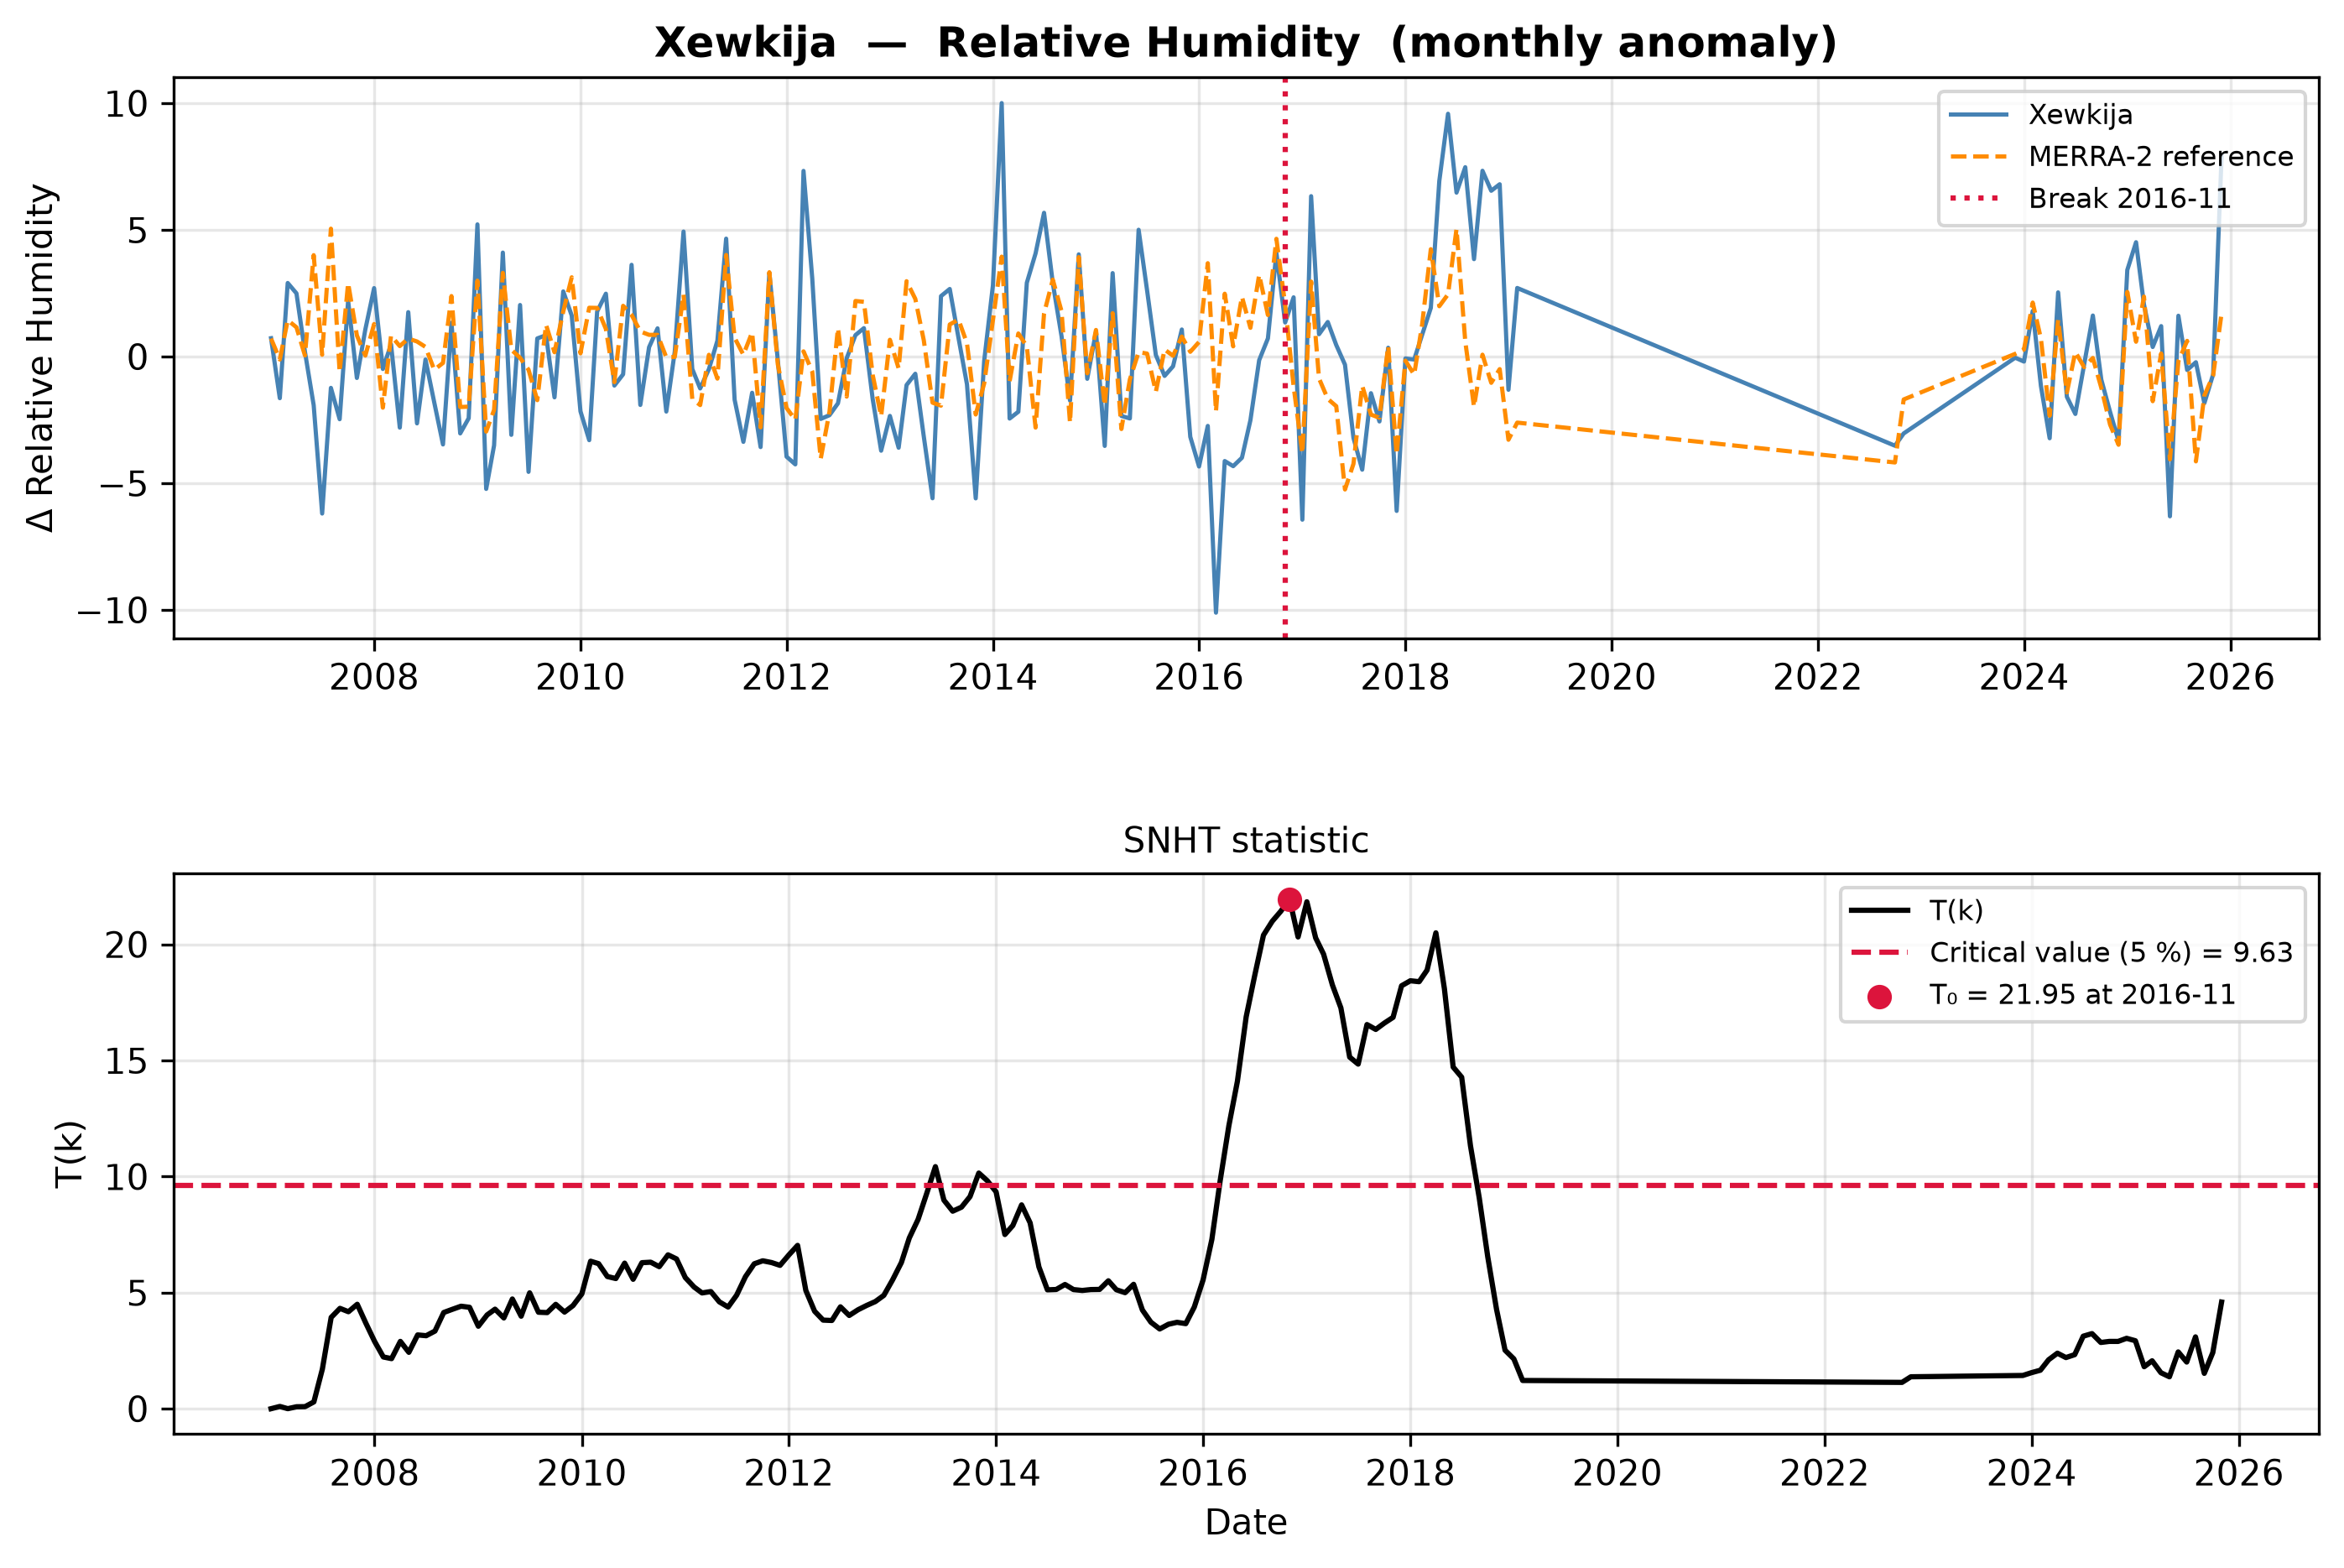 Xewkija — Relative Humidity (monthly anomaly)
Δ Relative Humidity
10
5
0
−5
−10
Xewkija
MERRA-2 reference
Break 2016-11
2008 2010 2012 2014 2016 2018 2020 2022 2024 2026
SNHT statistic
T(k)
20
15
10
5
0
T(k)
Critical value (5 %) = 9.63
T₀ = 21.95 at 2016-11
2008 2010 2012 2014 2016 2018 2020 2022 2024 2026
Date